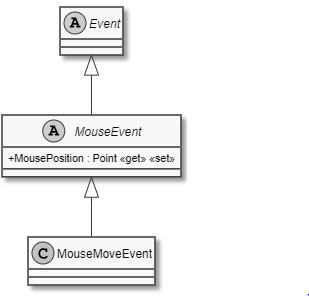 A Event
A MouseEvent
+MousePosition : Point «get» «set»
C MouseMoveEvent